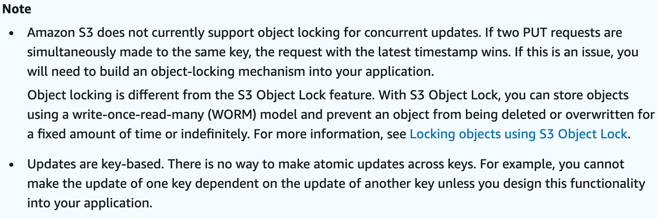 Note
• Amazon S3 does not currently support object locking for concurrent updates. If two PUT requests are
simultaneously made to the same key, the request with the latest timestamp wins. If this is an issue, you
will need to build an object-locking mechanism into your application.
Object locking is different from the S3 Object Lock feature. With S3 Object Lock, you can store objects
using a write-once-read-many (WORM) model and prevent an object from being deleted or overwritten for
a fixed amount of time or indefinitely. For more information, see Locking objects using S3 Object Lock.
• Updates are key-based. There is no way to make atomic updates across keys. For example, you cannot
make the update of one key dependent on the update of another key unless you design this functionality
into your application.